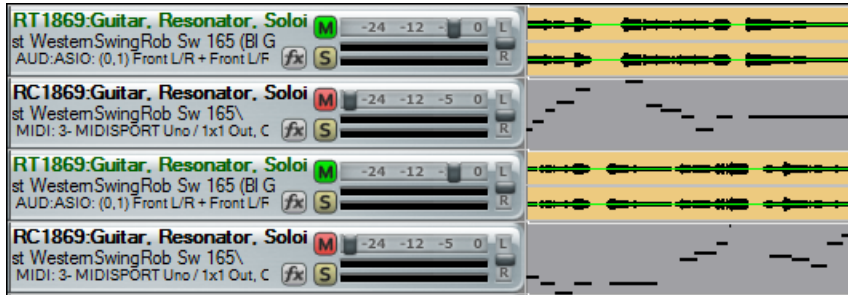 RT1869:Guitar, Resonator, Soloi M -24 -12 - 0 L
st WesternSwingRob Sw 165 (Bl G
AUD:ASIO: (0,1) Front L/R + Front L/F fx S R
RC1869:Guitar, Resonator, Soloi M -24 -12 -5 0 L
st WesternSwingRob Sw 165\
MIDI: 3- MIDISPORT Uno / 1x1 Out, C fx S R
RT1869:Guitar, Resonator, Soloi M -24 -12 - 0 L
st WesternSwingRob Sw 165 (Bl G
AUD:ASIO: (0,1) Front L/R + Front L/F fx S R
RC1869:Guitar, Resonator, Soloi M -24 -12 -5 0 L
st WesternSwingRob Sw 165\
MIDI: 3- MIDISPORT Uno / 1x1 Out, C fx S R